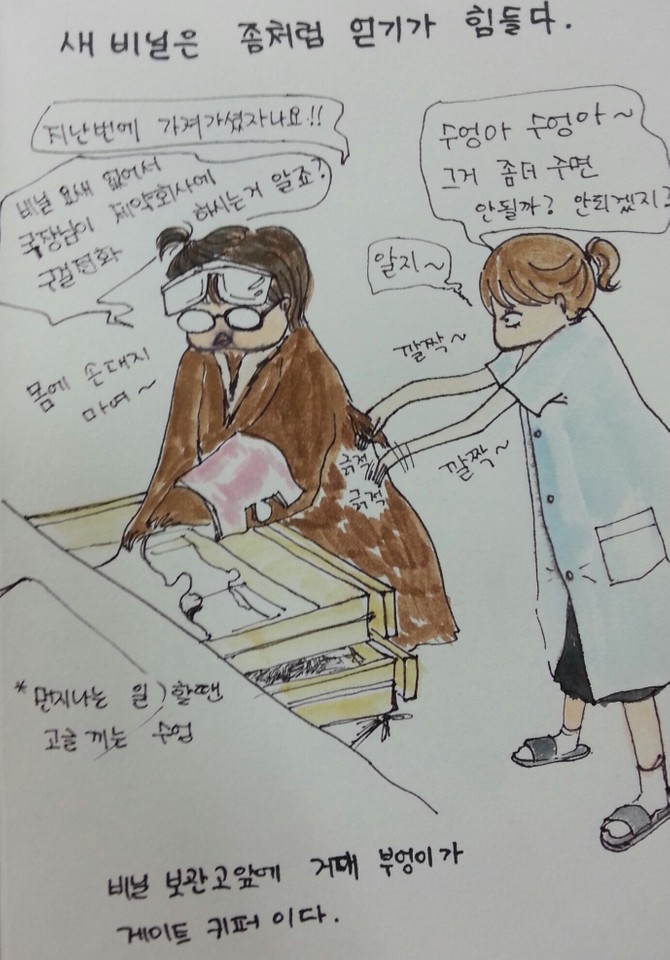 새 비닐은 좀처럼 얻기가 힘들다.
지난번에 가져가셨자나요!!
비닐 요새 없어서
국장님이 제약회사에
구걸전화 하시는거 알죠?
수엉아 수엉아~
그거 좀더 주면
안될까? 안되겠지?
알지~
깔짝~
몸에 손대지
마여~
긁적
긁적
깔짝~
* 먼지나는 일 할땐
고글 끼는 수엉
비닐 보관고앞에 거대 부엉이가
게이트 키퍼 이다.